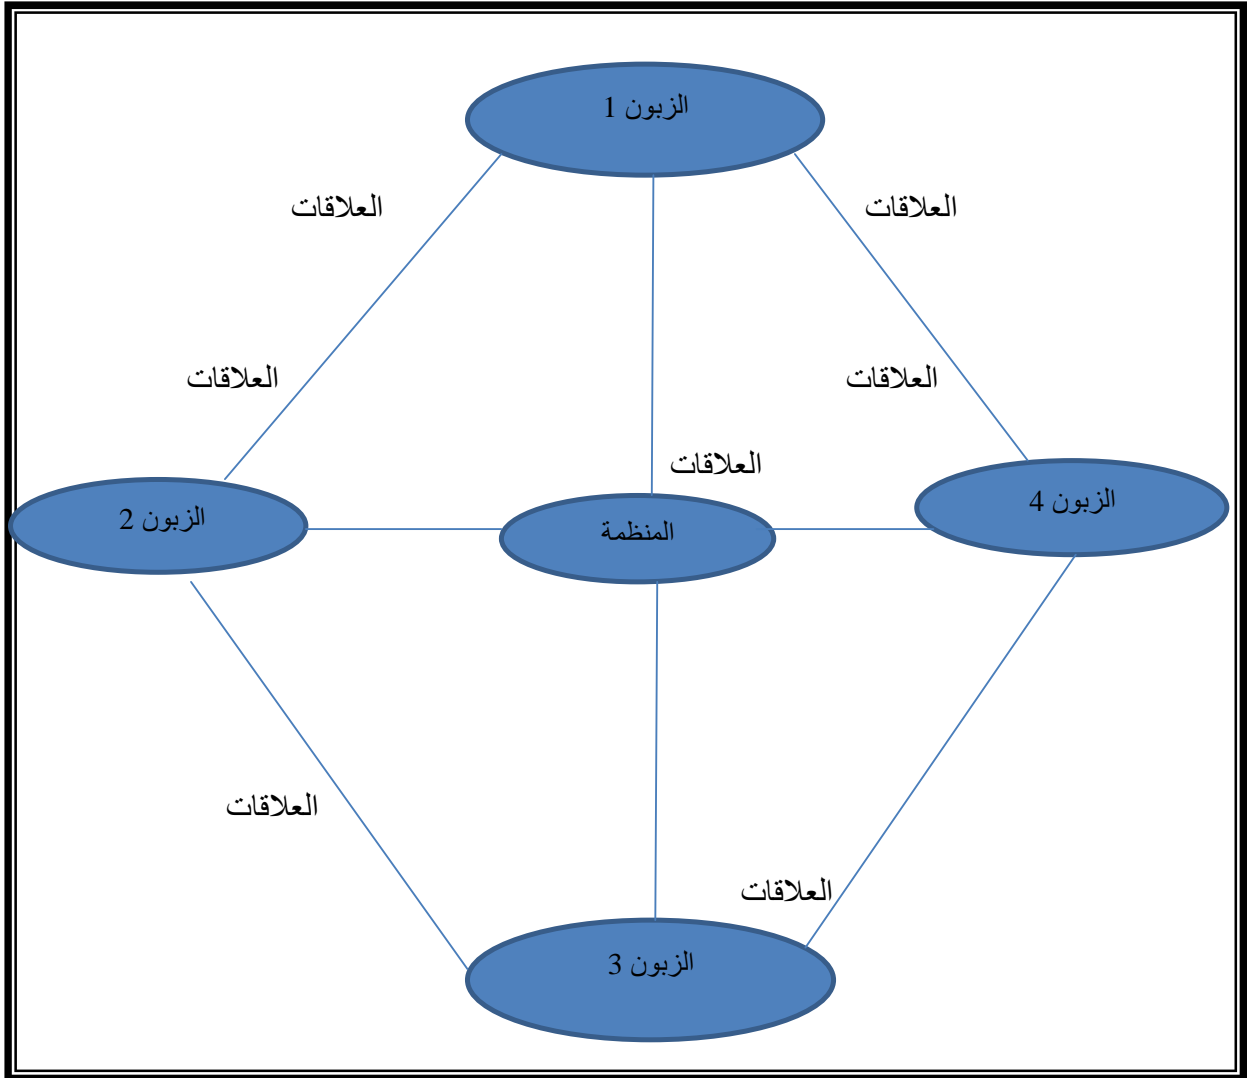 الزبون 1
العلاقات
العلاقات
العلاقات
العلاقات
العلاقات
الزبون 4
المنظمة
الزبون 2
العلاقات
العلاقات
الزبون 3